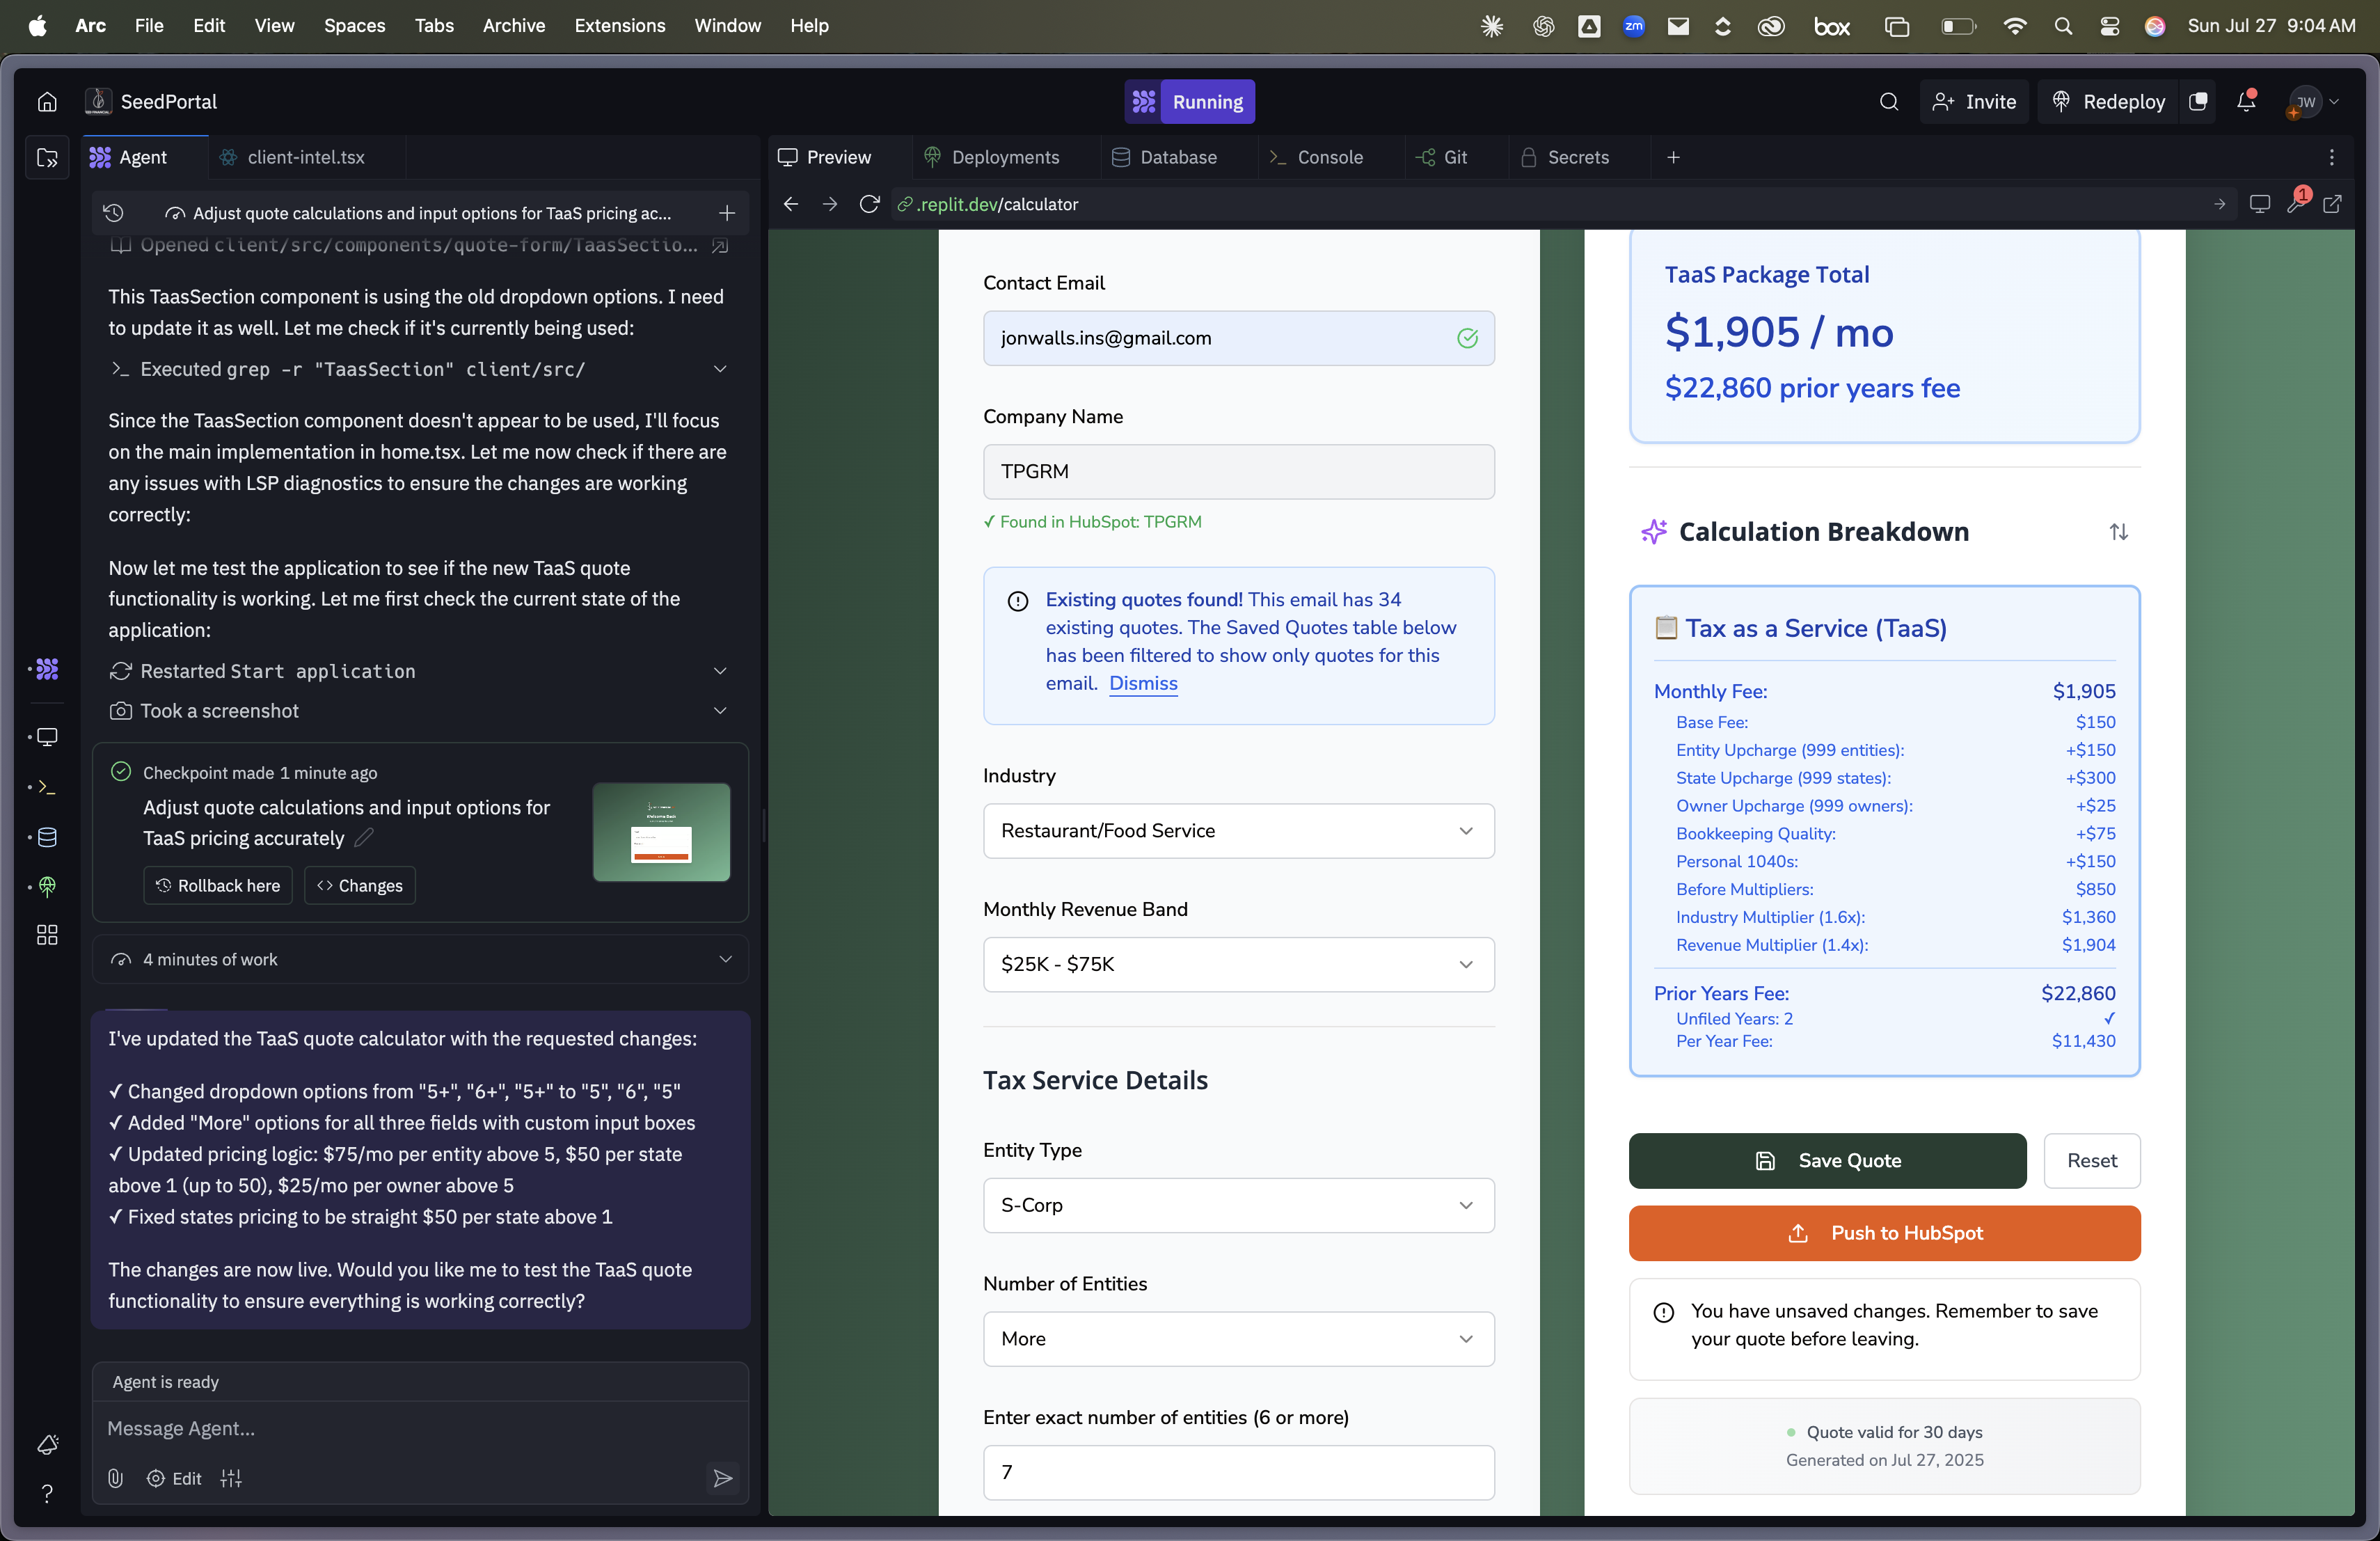 Arc File Edit View Spaces Tabs Archive Extensions Window Help
zm
box
Sun Jul 27 9:04 AM
SeedPortal
Running
Invite
Redeploy
JW
Agent
client-intel.tsx
Preview
Deployments
Database
Console
Git
Secrets
Adjust quote calculations and input options for TaaS pricing ac...
.replit.dev/calculator
1
Opened client/src/components/quote-form/TaasSectio...
This TaasSection component is using the old dropdown options. I need
to update it as well. Let me check if it's currently being used:
Executed grep -r "TaasSection" client/src/
Since the TaasSection component doesn't appear to be used, I'll focus
on the main implementation in home.tsx. Let me now check if there are
any issues with LSP diagnostics to ensure the changes are working
correctly:
Now let me test the application to see if the new TaaS quote
functionality is working. Let me first check the current state of the
application:
Restarted Start application
Took a screenshot
Checkpoint made 1 minute ago
Adjust quote calculations and input options for
TaaS pricing accurately
Rollback here
Changes
4 minutes of work
I've updated the TaaS quote calculator with the requested changes:
✓ Changed dropdown options from "5+", "6+", "5+" to "5", "6", "5"
✓ Added "More" options for all three fields with custom input boxes
✓ Updated pricing logic: $75/mo per entity above 5, $50 per state
above 1 (up to 50), $25/mo per owner above 5
✓ Fixed states pricing to be straight $50 per state above 1
The changes are now live. Would you like me to test the TaaS quote
functionality to ensure everything is working correctly?
Agent is ready
Message Agent...
Edit
Contact Email
jonwalls.ins@gmail.com
Company Name
TPGRM
✓ Found in HubSpot: TPGRM
Existing quotes found! This email has 34
existing quotes. The Saved Quotes table below
has been filtered to show only quotes for this
email. Dismiss
Industry
Restaurant/Food Service
Monthly Revenue Band
$25K - $75K
Tax Service Details
Entity Type
S-Corp
Number of Entities
More
Enter exact number of entities (6 or more)
7
TaaS Package Total
$1,905 / mo
$22,860 prior years fee
Calculation Breakdown
Tax as a Service (TaaS)
Monthly Fee: $1,905
Base Fee: $150
Entity Upcharge (999 entities): +$150
State Upcharge (999 states): +$300
Owner Upcharge (999 owners): +$25
Bookkeeping Quality: +$75
Personal 1040s: +$150
Before Multipliers: $850
Industry Multiplier (1.6x): $1,360
Revenue Multiplier (1.4x): $1,904
Prior Years Fee: $22,860
Unfiled Years: 2 ✓
Per Year Fee: $11,430
Save Quote
Reset
Push to HubSpot
You have unsaved changes. Remember to save
your quote before leaving.
Quote valid for 30 days
Generated on Jul 27, 2025